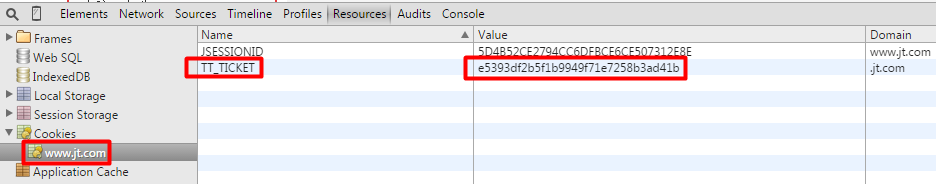 Elements Network Sources Timeline Profiles Resources Audits Console
Frames
Web SQL
IndexedDB
Local Storage
Session Storage
Cookies
www.jt.com
Application Cache
Name Value Domain
JSESSIONID 5D4B52CE2794CC6DFBCE6CE507312E8E www.jt.com
TT_TICKET e5393df2b5f1b9949f71e7258b3ad41b .jt.com